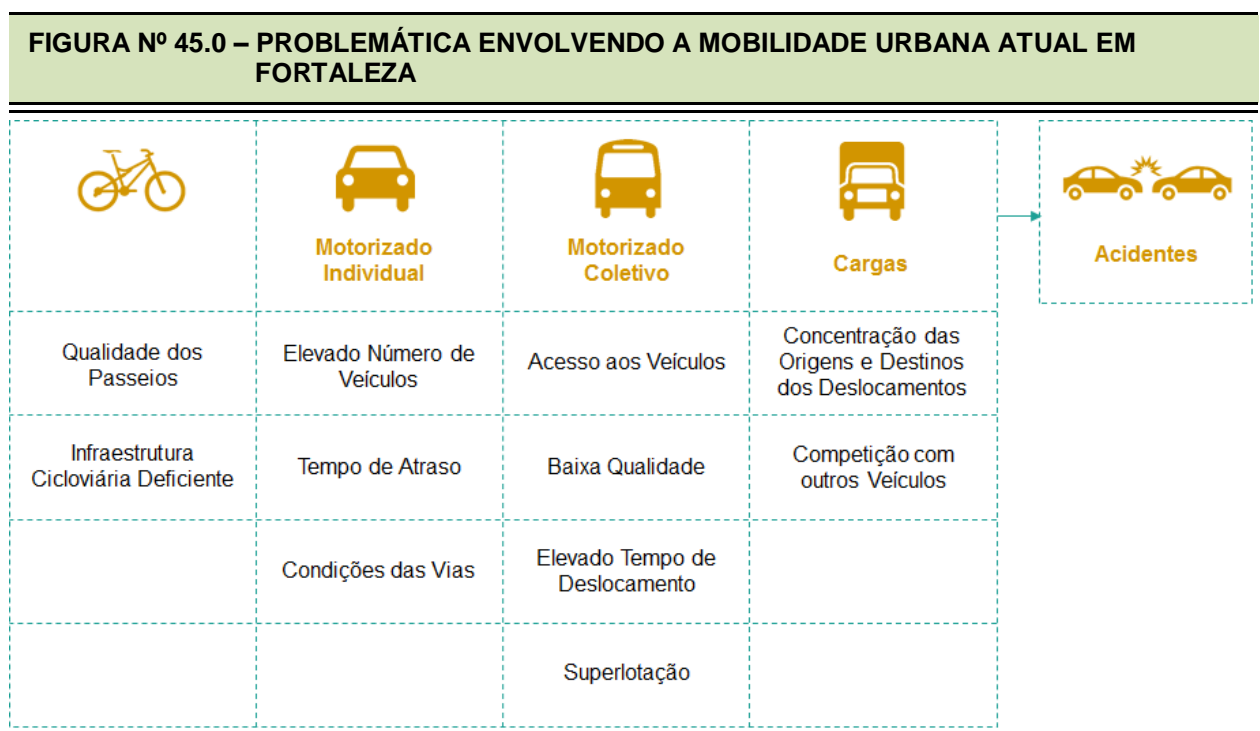 FIGURA Nº 45.0 – PROBLEMÁTICA ENVOLVENDO A MOBILIDADE URBANA ATUAL EM
FORTALEZA
Motorizado
Individual
Motorizado
Coletivo
Cargas
Acidentes
Qualidade dos
Passeios
Elevado Número de
Veículos
Acesso aos Veículos
Concentração das
Origens e Destinos
dos Deslocamentos
Infraestrutura
Cicloviária Deficiente
Tempo de Atraso
Baixa Qualidade
Competição com
outros Veículos
Condições das Vias
Elevado Tempo de
Deslocamento
Superlotação